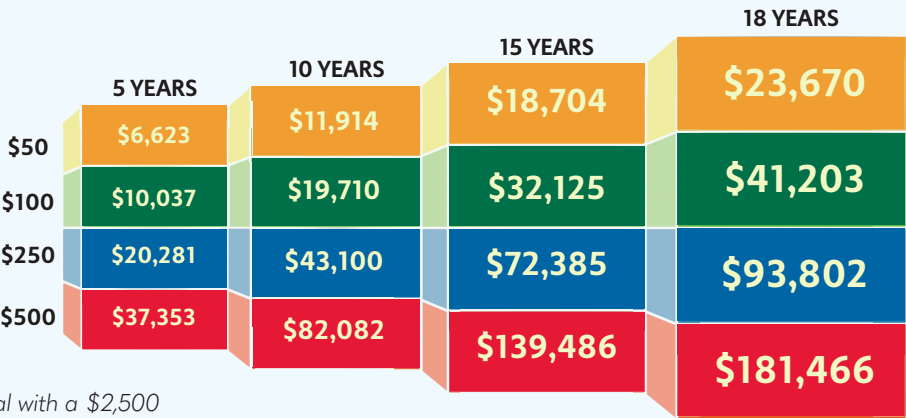 5 YEARS 10 YEARS 15 YEARS 18 YEARS
$50 $6,623 $11,914 $18,704 $23,670
$100 $10,037 $19,710 $32,125 $41,203
$250 $20,281 $43,100 $72,385 $93,802
$500 $37,353 $82,082 $139,486 $181,466
with a $2,500